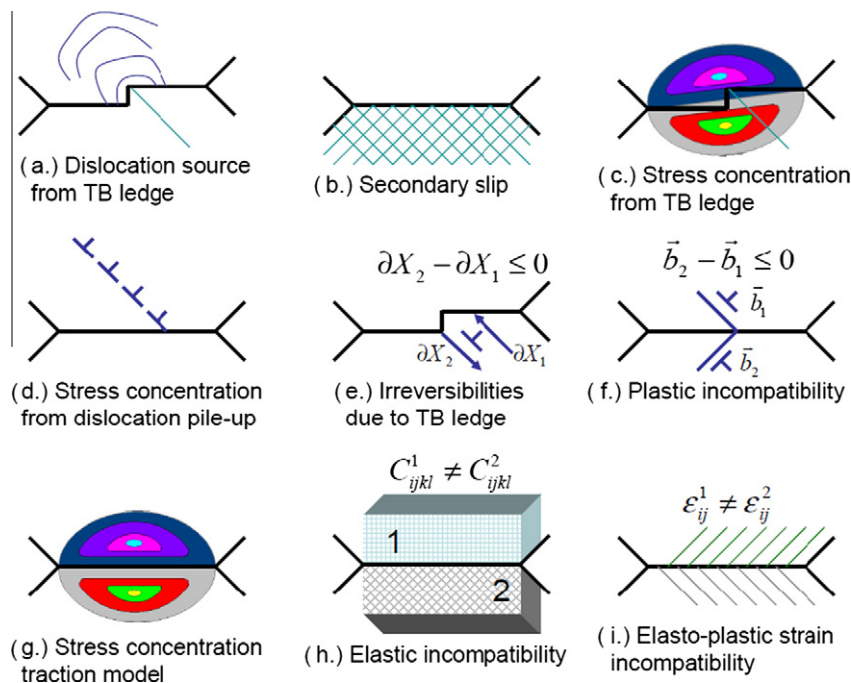 (a.) Dislocation source
from TB ledge
(b.) Secondary slip
(c.) Stress concentration
from TB ledge
(d.) Stress concentration
from dislocation pile-up
∂X₂ − ∂X₁ ≤ 0
∂X₂
∂X₁
(e.) Irreversibilities
due to TB ledge
b⃗₂ − b⃗₁ ≤ 0
b̄₁
b̄₂
(f.) Plastic incompatibility
(g.) Stress concentration
traction model
C¹ᵢⱼₖₗ ≠ C²ᵢⱼₖₗ
1
2
(h.) Elastic incompatibility
ε¹ᵢⱼ ≠ ε²ᵢⱼ
(i.) Elasto-plastic strain
incompatibility